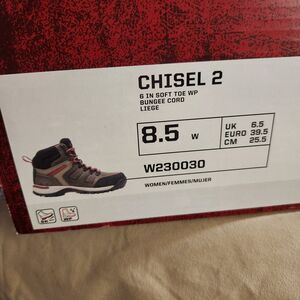 CHISEL 2
6 IN SOFT TOE WP
BUNGEE CORD
LIEGE
8.5 W
UK 6.5
EURO 39.5
CM 25.5
W230030
WOMEN/FEMMES/MUJER